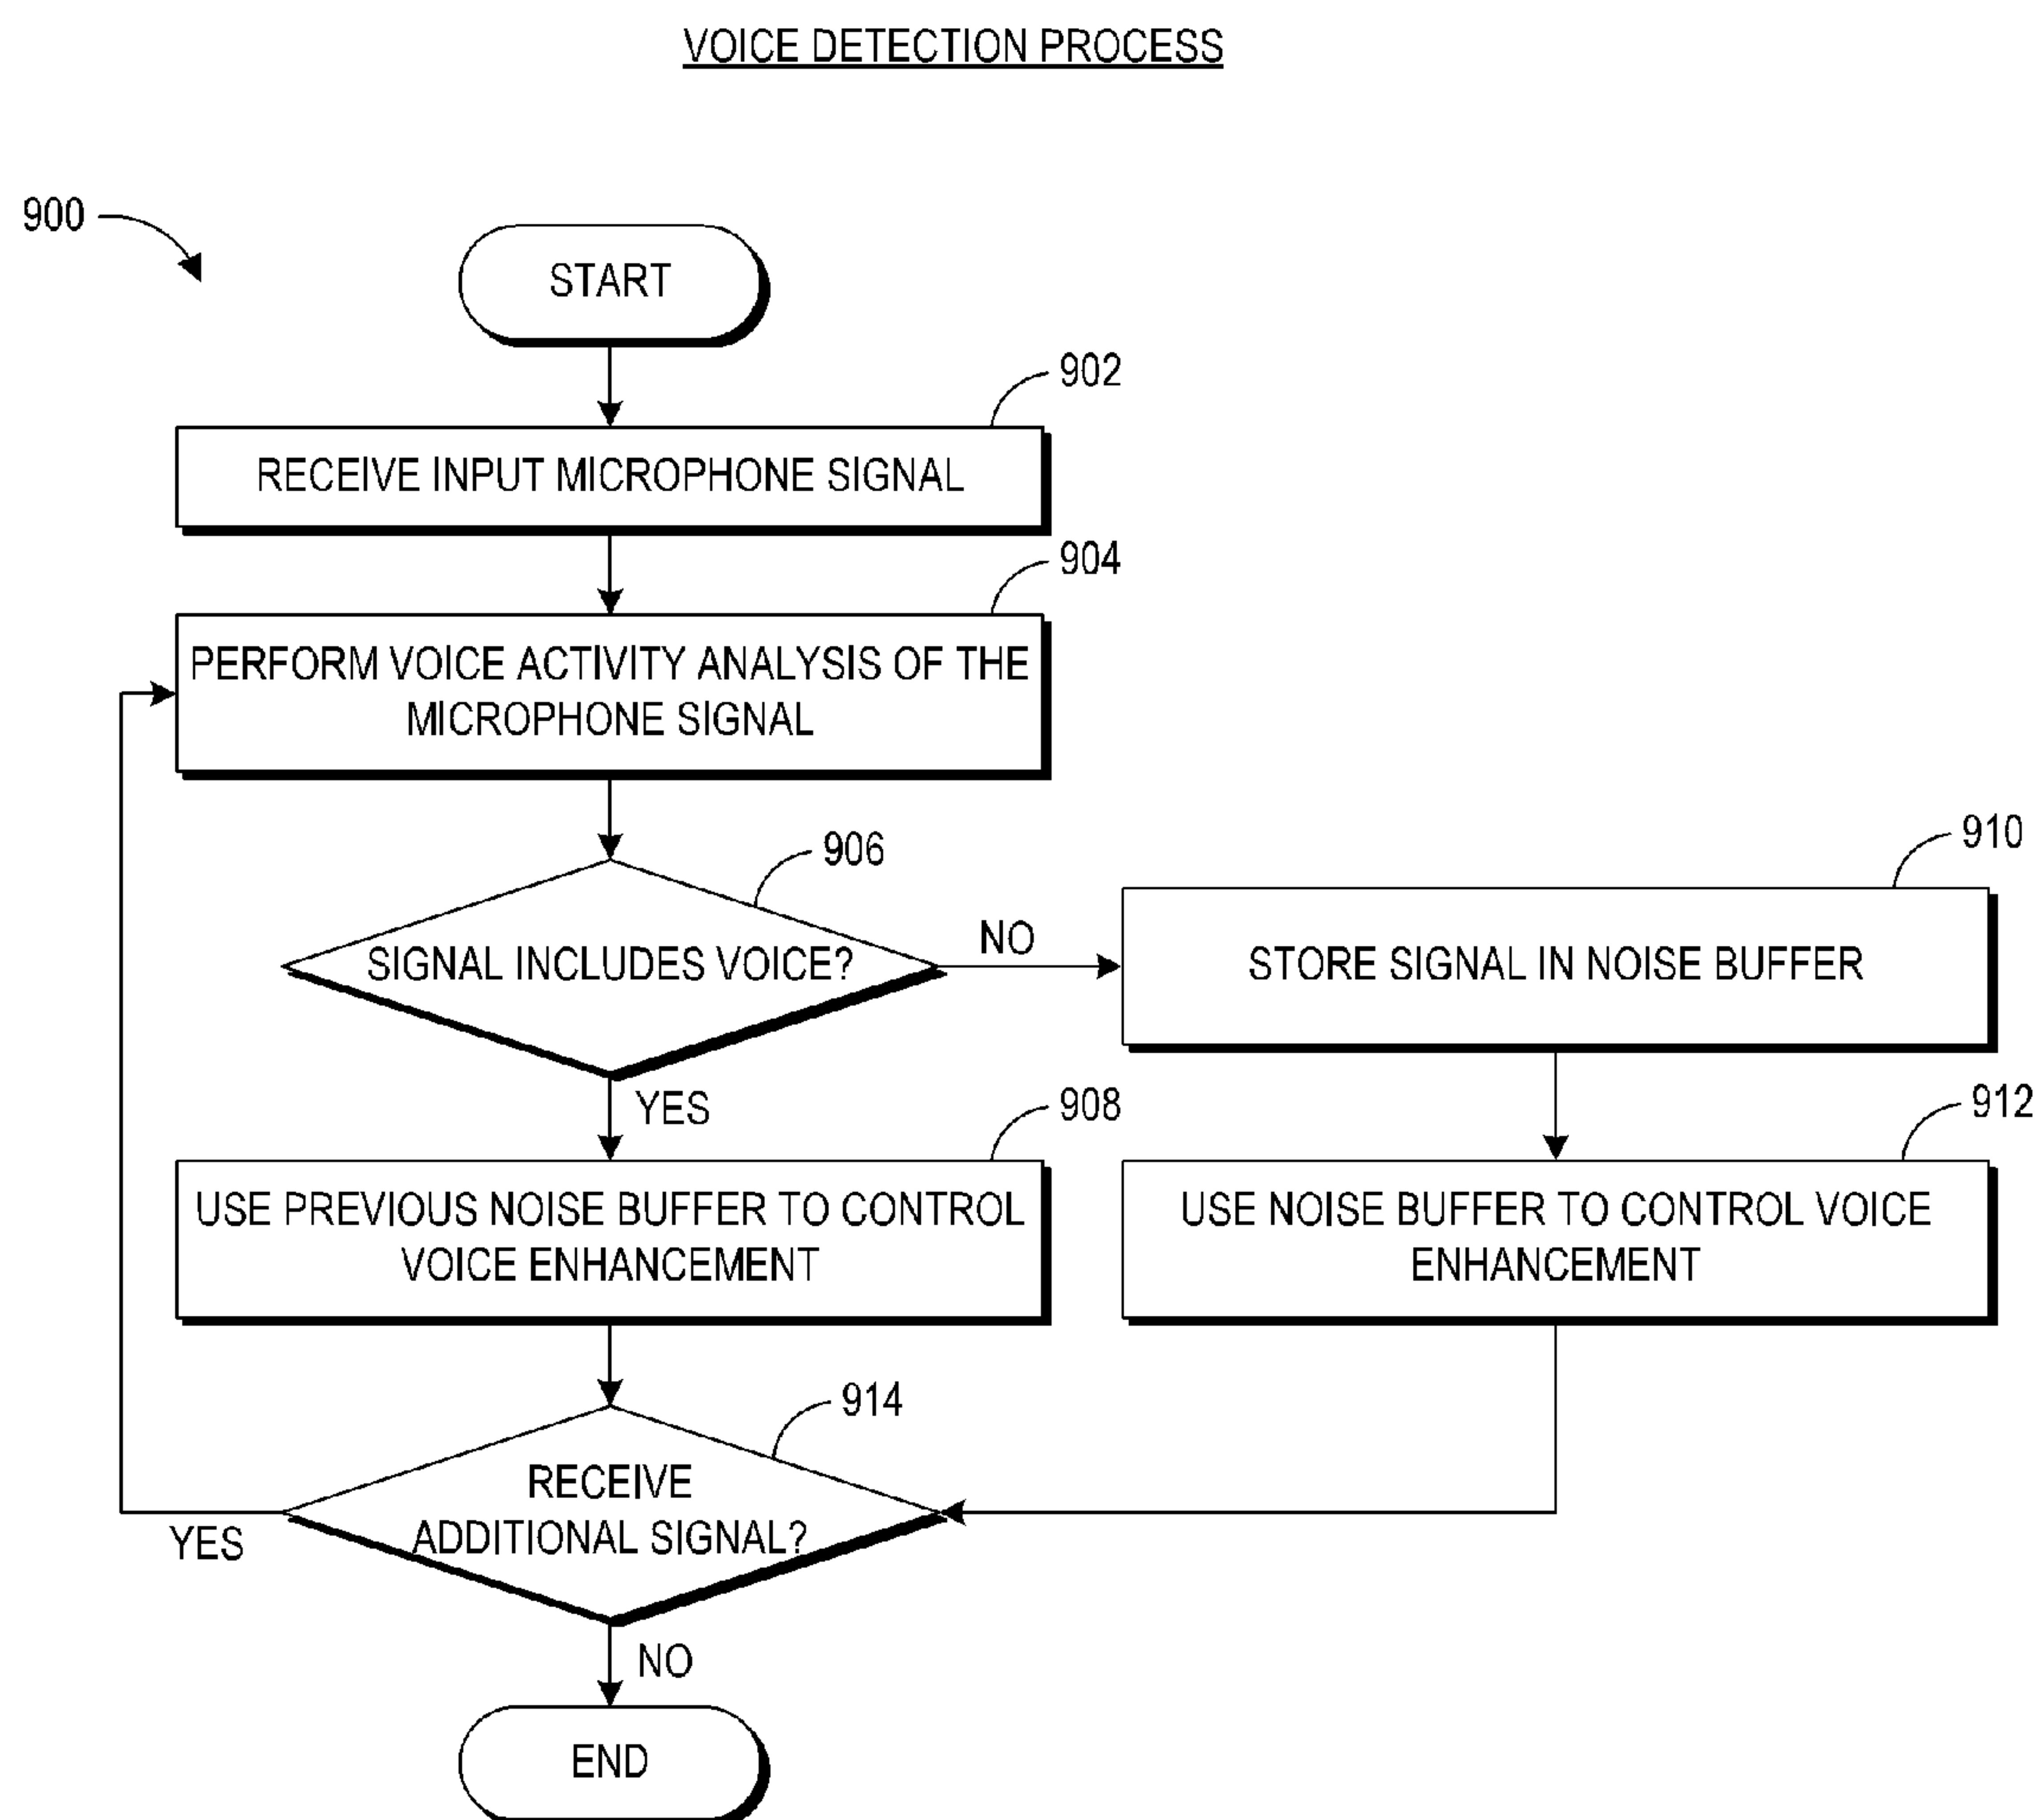 VOICE DETECTION PROCESS
900
START
902
RECEIVE INPUT MICROPHONE SIGNAL
904
PERFORM VOICE ACTIVITY ANALYSIS OF THE
MICROPHONE SIGNAL
906
SIGNAL INCLUDES VOICE?
NO
910
STORE SIGNAL IN NOISE BUFFER
YES
908
USE PREVIOUS NOISE BUFFER TO CONTROL
VOICE ENHANCEMENT
912
USE NOISE BUFFER TO CONTROL VOICE
ENHANCEMENT
914
RECEIVE
ADDITIONAL SIGNAL?
YES
NO
END